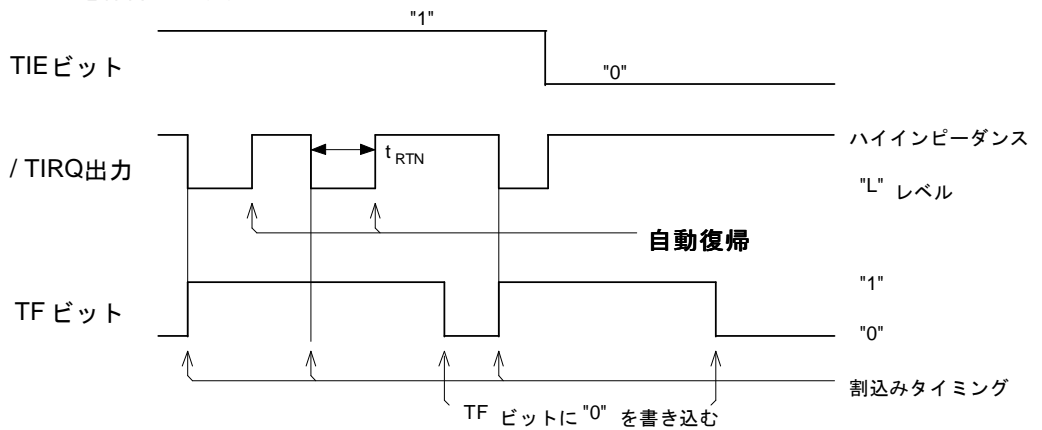 "1"
TIEビット
"0"
ハイインピーダンス
t RTN
/ TIRQ出力
"L" レベル
自動復帰
"1"
TF ビット
"0"
割込みタイミング
TF ビットに "0" を書き込む